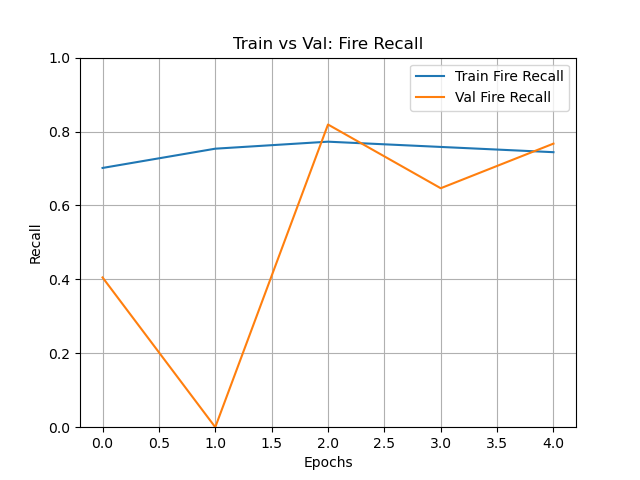 Train vs Val: Fire Recall
Train Fire Recall
Val Fire Recall
1.0
0.8
0.6
0.4
0.2
0.0
Recall
0.0 0.5 1.0 1.5 2.0 2.5 3.0 3.5 4.0
Epochs